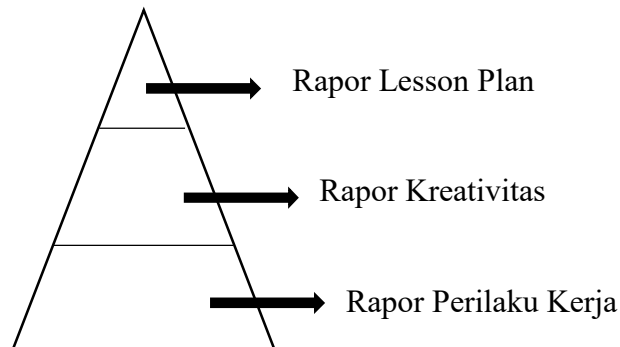 Rapor Lesson Plan
Rapor Kreativitas
Rapor Perilaku Kerja